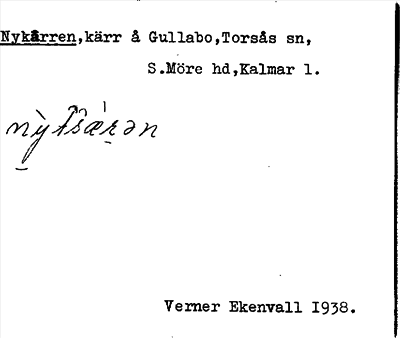 Nykärren,kärr å Gullabo,Torsås sn,
S.Möre hd,Kalmar l.
Verner Ekenvall 1938.